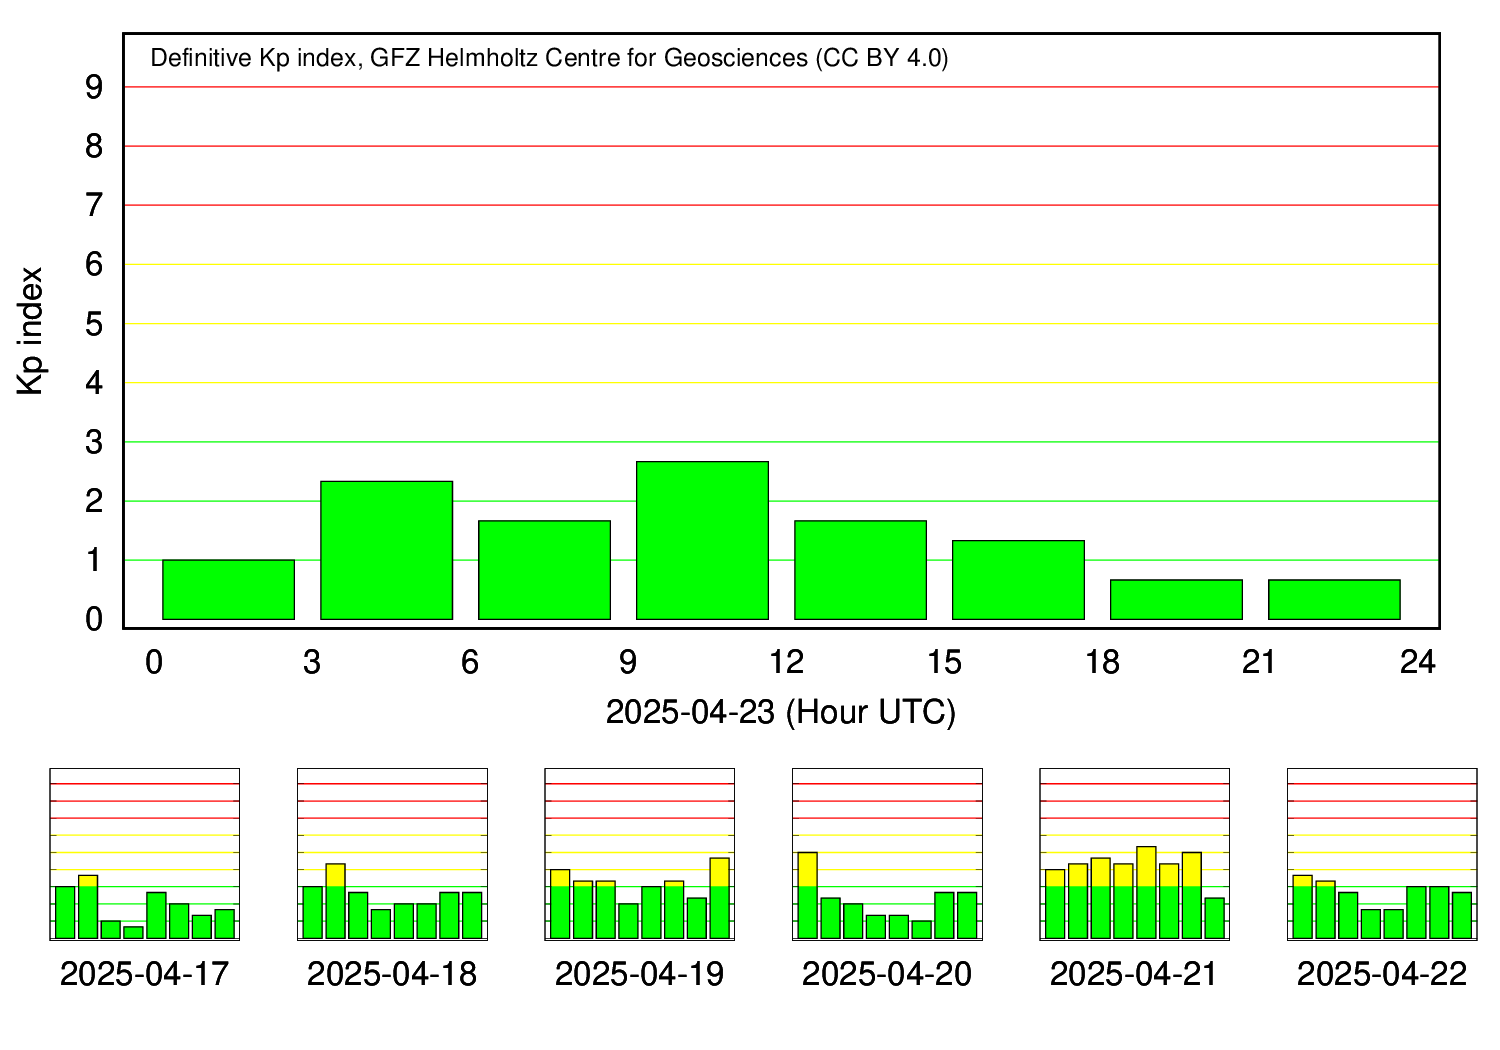 Definitive Kp index, GFZ Helmholtz Centre for Geosciences (CC BY 4.0)
9
8
7
6
5
4
3
2
1
0
Kp index
0 3 6 9 12 15 18 21 24
2025-04-23 (Hour UTC)
2025-04-17 2025-04-18 2025-04-19 2025-04-20 2025-04-21 2025-04-22